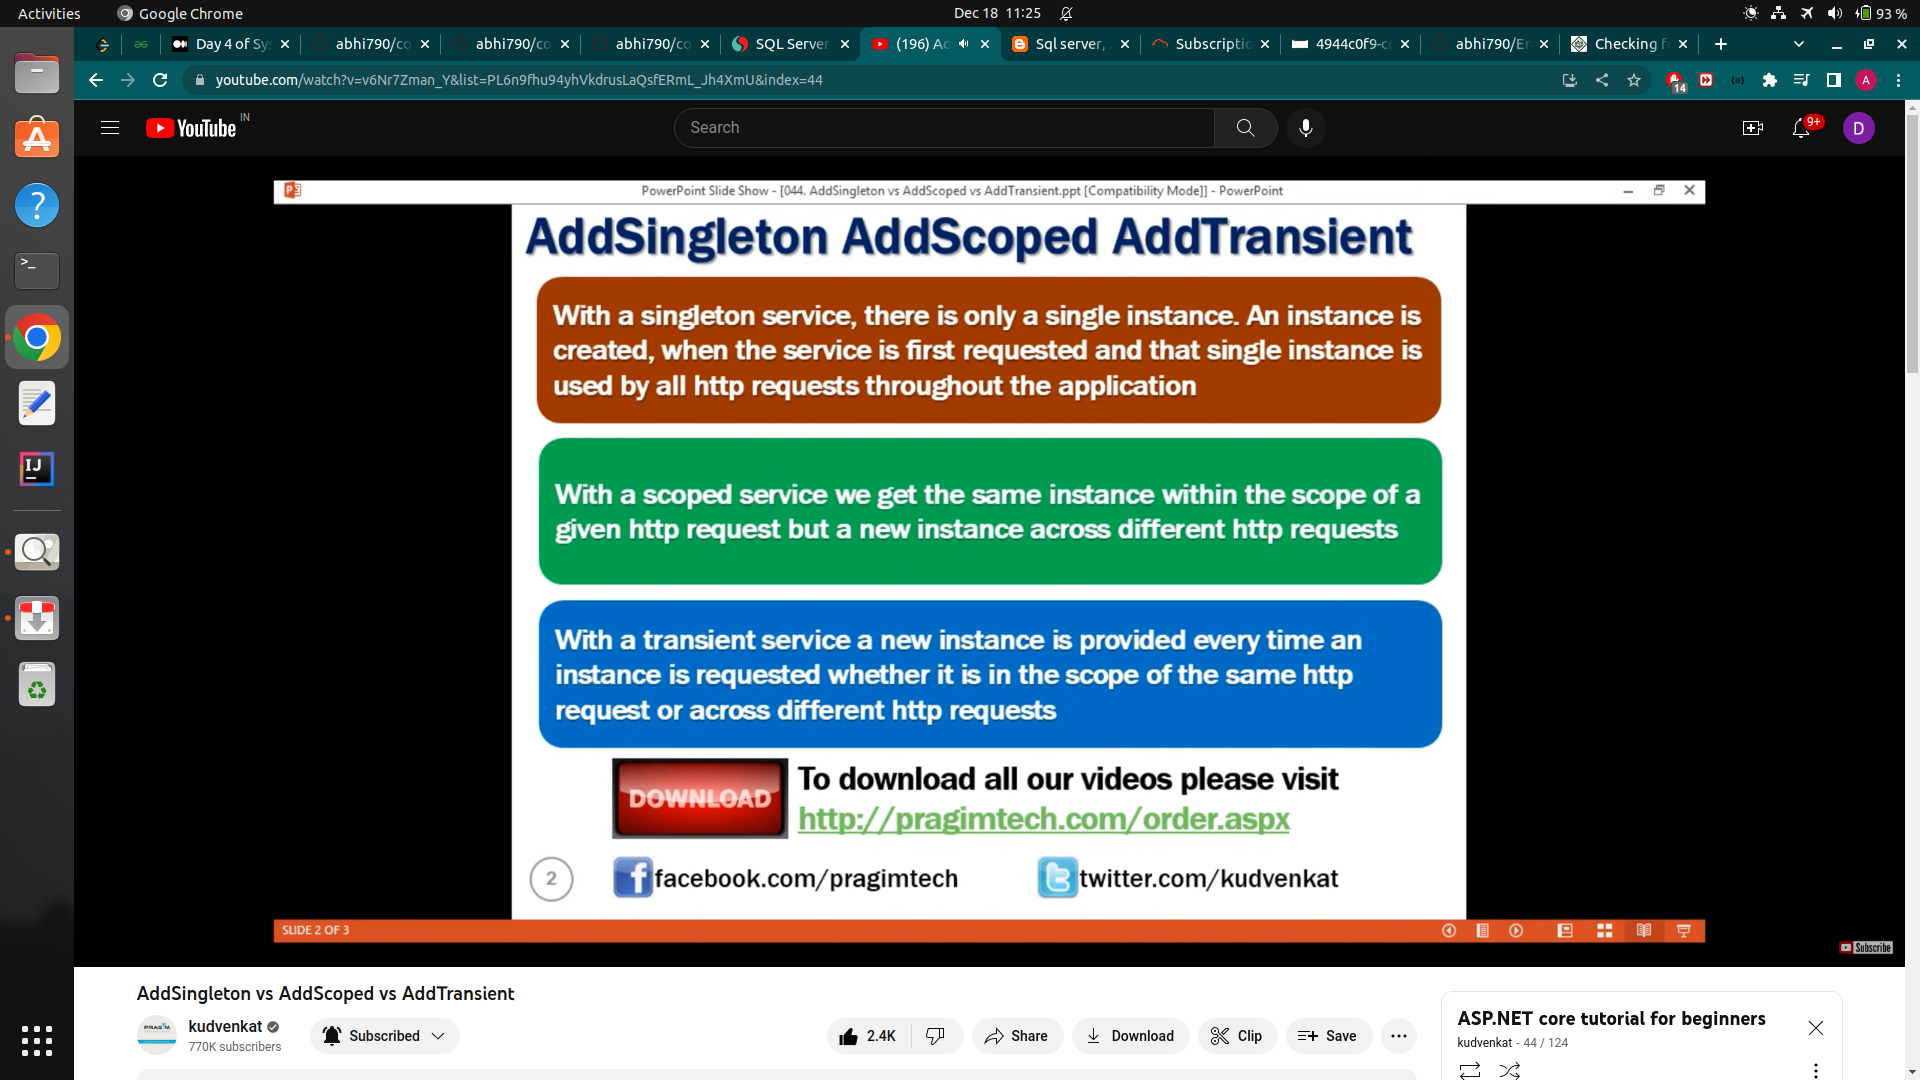 Activities
Google Chrome
Dec 18 11:25
93 %
Day 4 of Sys
abhi790/co
abhi790/co
abhi790/co
SQL Server
(196) Ad
Sql server,
Subscriptio
4944c0f9-c
abhi790/En
Checking f
youtube.com/watch?v=v6Nr7Zman_Y&list=PL6n9fhu94yhVkdrusLaQsfERmL_Jh4XmU&index=44
14
A
YouTube
IN
Search
9+
D
PowerPoint Slide Show - [044. AddSingleton vs AddScoped vs AddTransient.ppt [Compatibility Mode]] - PowerPoint
AddSingleton AddScoped AddTransient
With a singleton service, there is only a single instance. An instance is
created, when the service is first requested and that single instance is
used by all http requests throughout the application
With a scoped service we get the same instance within the scope of a
given http request but a new instance across different http requests
With a transient service a new instance is provided every time an
instance is requested whether it is in the scope of the same http
request or across different http requests
DOWNLOAD
To download all our videos please visit
http://pragimtech.com/order.aspx
2
facebook.com/pragimtech
twitter.com/kudvenkat
SLIDE 2 OF 3
Subscribe
AddSingleton vs AddScoped vs AddTransient
PRAGIM
kudvenkat
770K subscribers
Subscribed
2.4K
Share
Download
Clip
Save
ASP.NET core tutorial for beginners
kudvenkat - 44 / 124